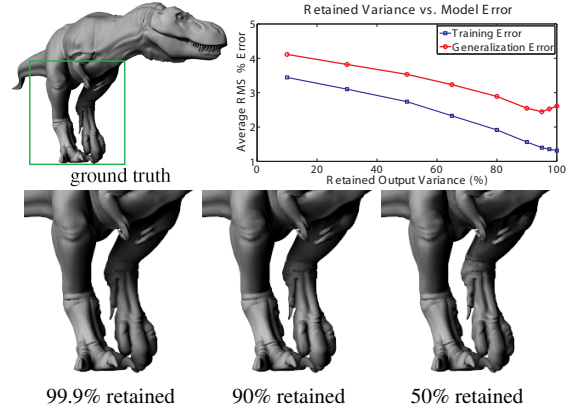 Retained Variance vs. Model Error
Training Error
Generalization Error
Average RMS % Error
5
4
3
2
1
0
20
40
60
80
100
Retained Output Variance (%)
ground truth
99.9% retained
90% retained
50% retained